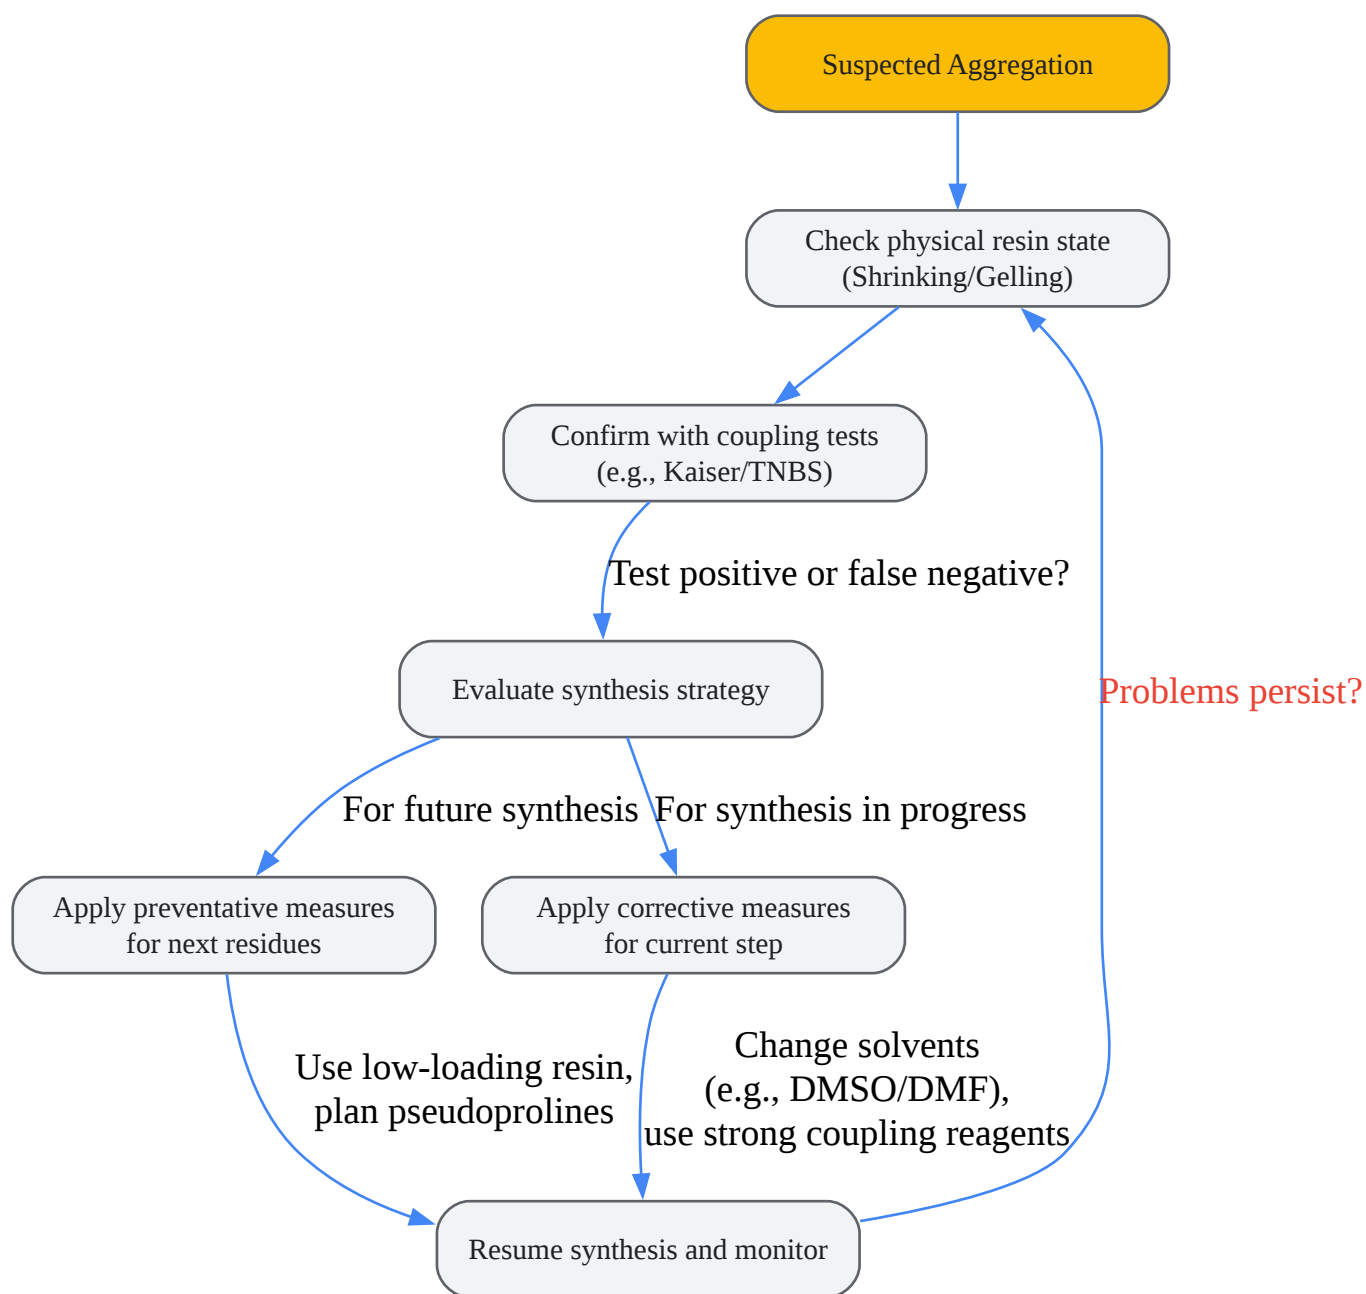 Suspected Aggregation
Check physical resin state
(Shrinking/Gelling)
Confirm with coupling tests
(e.g., Kaiser/TNBS)
Test positive or false negative?
Evaluate synthesis strategy
Problems persist?
For future synthesis
For synthesis in progress
Apply preventative measures
for next residues
Apply corrective measures
for current step
Use low-loading resin,
plan pseudoprolines
Change solvents
(e.g., DMSO/DMF),
use strong coupling reagents
Resume synthesis and monitor